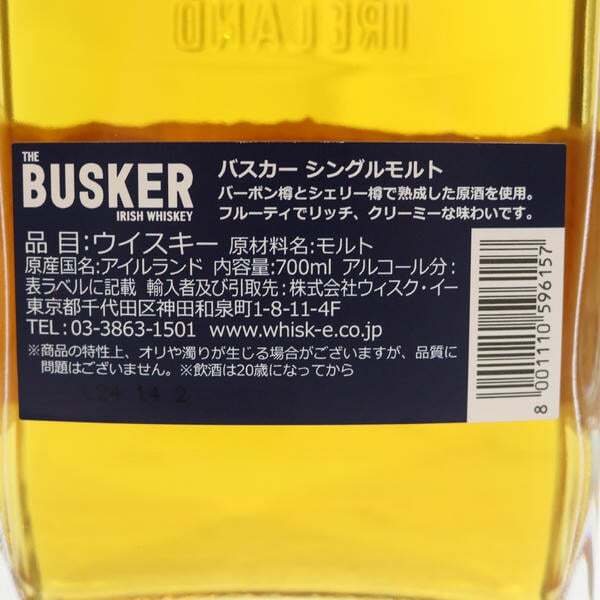 IRELAND
THE
BUSKER
IRISH WHISKEY
バスカー シングルモルト
バーボン樽とシェリー樽で熟成した原酒を使用。
フルーティでリッチ、クリーミーな味わいです。
品 目:ウイスキー 原材料名:モルト
原産国名:アイルランド 内容量:700ml アルコール分:
表ラベルに記載 輸入者及び引取先:株式会社ウィスク・イー
東京都千代田区神田和泉町1-8-11-4F
TEL:03-3863-1501 www.whisk-e.co.jp
※商品の特性上、オリや濁りが生じる場合がございますが、品質に
問題はございません。※飲酒は20歳になってから
8 001110 596157